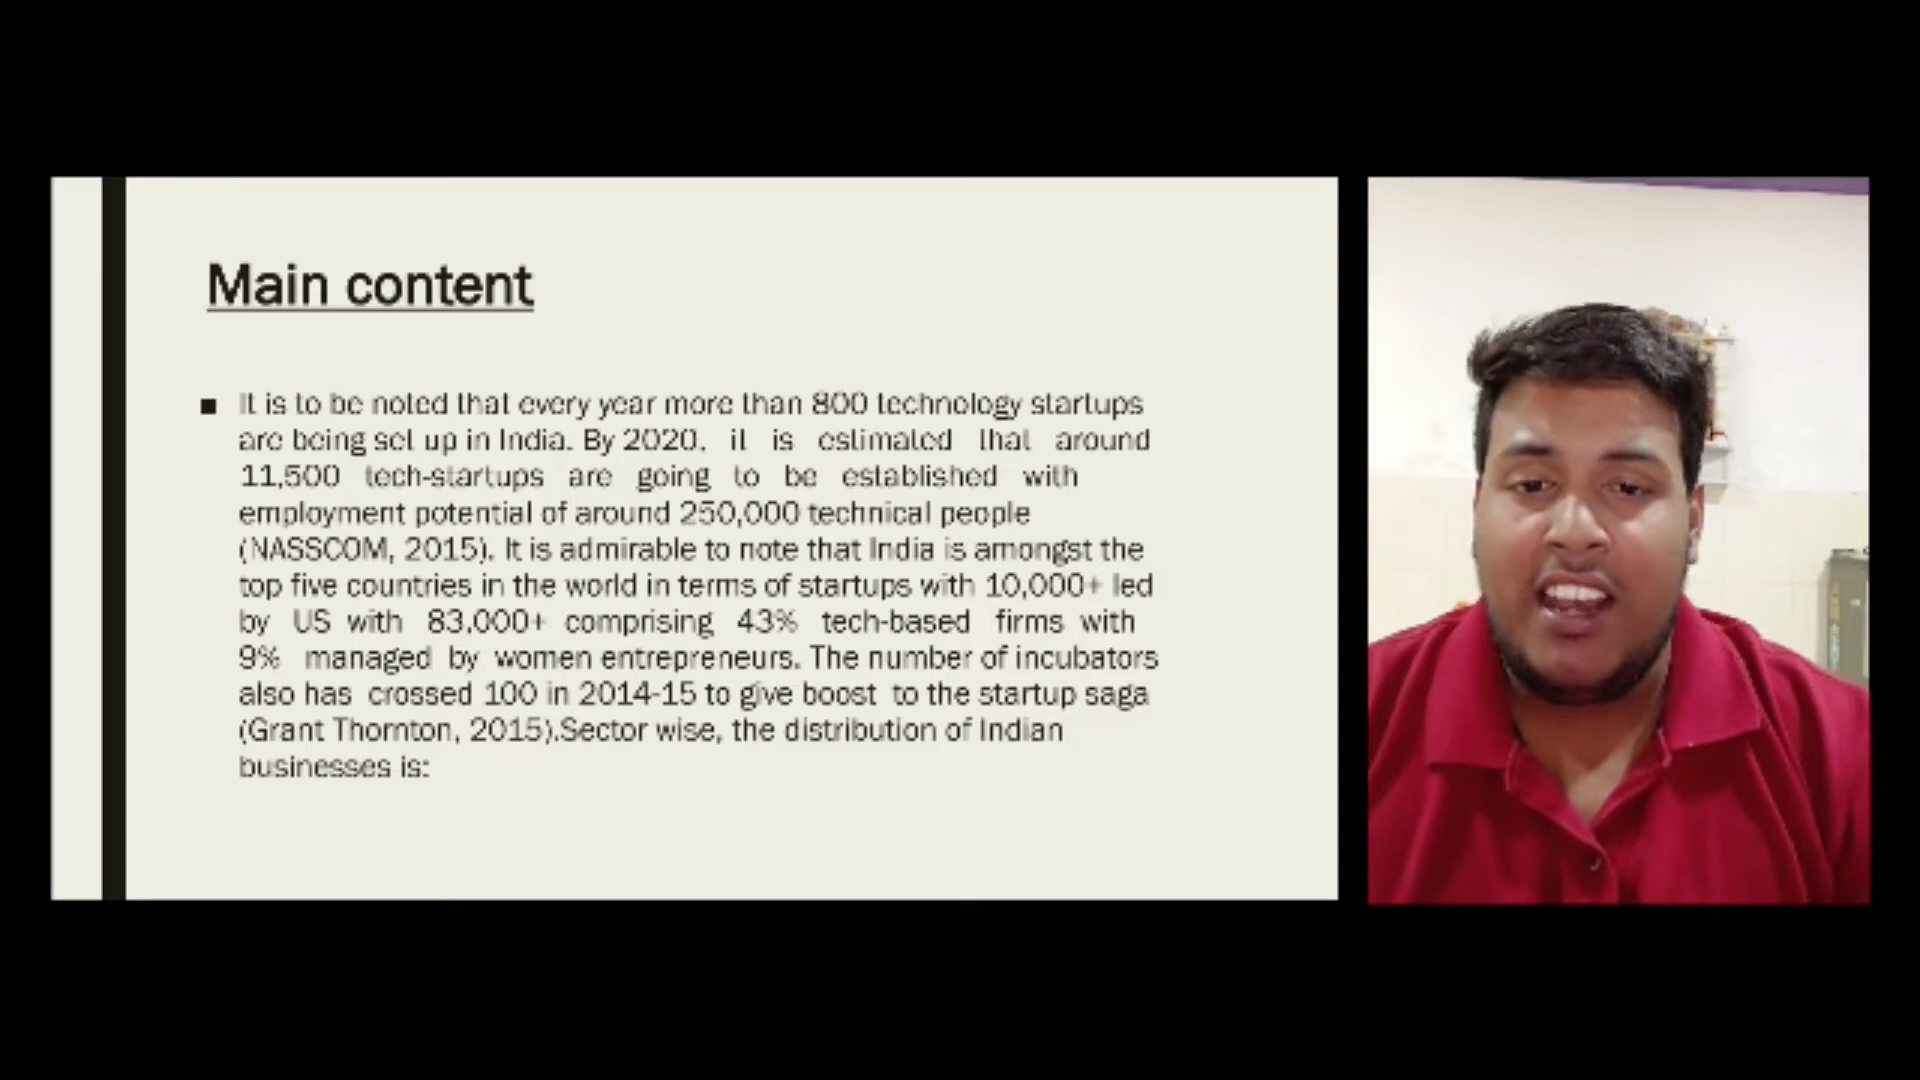 Main content
■ It is to be noted that every year more than 800 technology startups
are being set up in India. By 2020, it is estimated that around
11,500 tech-startups are going to be established with
employment potential of around 250,000 technical people
(NASSCOM, 2015). It is admirable to note that India is amongst the
top five countries in the world in terms of startups with 10,000+ led
by US with 83,000+ comprising 43% tech-based firms with
9% managed by women entrepreneurs. The number of incubators
also has crossed 100 in 2014-15 to give boost to the startup saga
(Grant Thornton, 2015).Sector wise, the distribution of Indian
businesses is: